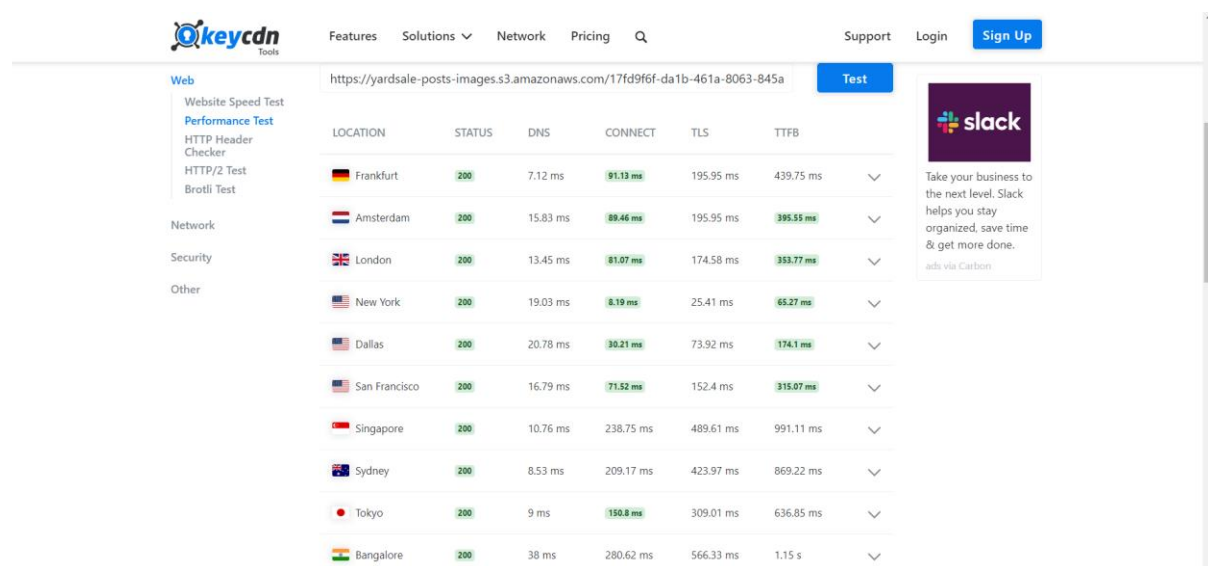 keycdn
Tools
Features Solutions Network Pricing Support Login Sign Up
Web
Website Speed Test
Performance Test
HTTP Header
Checker
HTTP/2 Test
Brotli Test
Network
Security
Other
https://yardsale-posts-images.s3.amazonaws.com/17fd9f6f-da1b-461a-8063-845a Test
LOCATION STATUS DNS CONNECT TLS TTFB
Frankfurt 200 7.12 ms 91.13 ms 195.95 ms 439.75 ms
Amsterdam 200 15.83 ms 89.46 ms 195.95 ms 395.55 ms
London 200 13.45 ms 81.07 ms 174.58 ms 353.77 ms
New York 200 19.03 ms 8.19 ms 25.41 ms 65.27 ms
Dallas 200 20.78 ms 30.21 ms 73.92 ms 174.1 ms
San Francisco 200 16.79 ms 71.52 ms 152.4 ms 315.07 ms
Singapore 200 10.76 ms 238.75 ms 489.61 ms 991.11 ms
Sydney 200 8.53 ms 209.17 ms 423.97 ms 869.22 ms
Tokyo 200 9 ms 150.8 ms 309.01 ms 636.85 ms
Bangalore 200 38 ms 280.62 ms 566.33 ms 1.15 s
slack
Take your business to
the next level. Slack
helps you stay
organized, save time
& get more done.
ads via Carbon